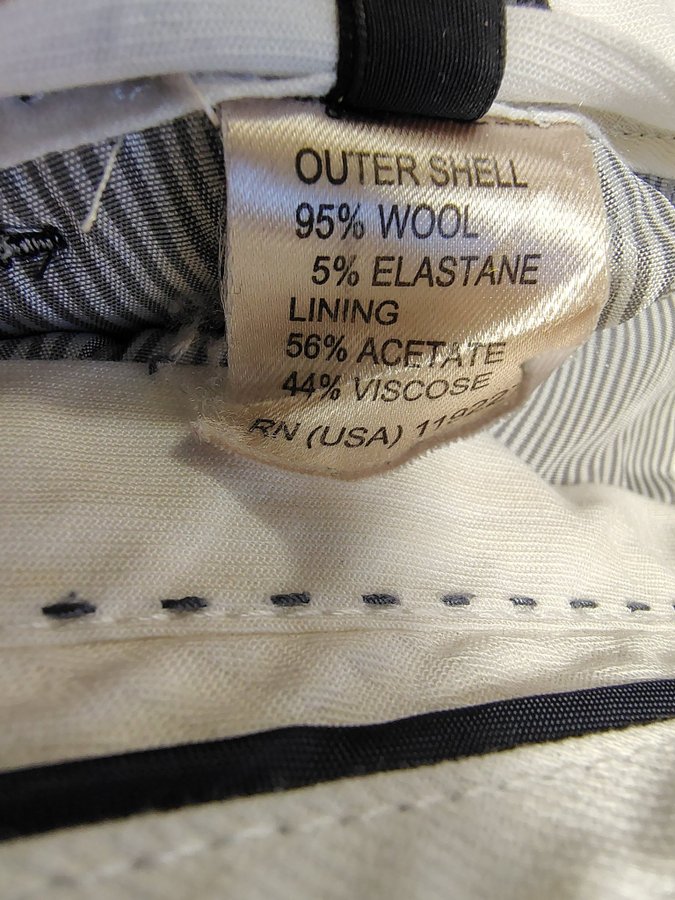 OUTER SHELL
95% WOOL
5% ELASTANE
LINING
56% ACETATE
44% VISCOSE
RN (USA)